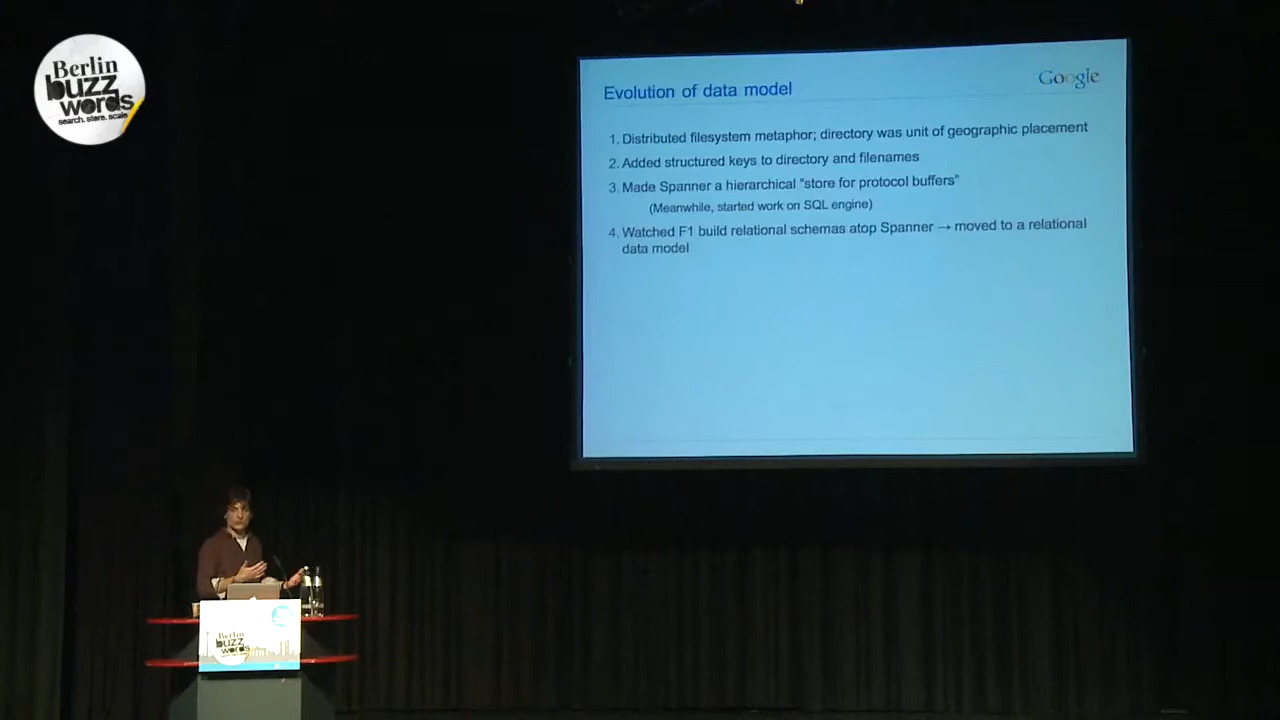 Berlin
buzz
words
search. store. scale
Google
Evolution of data model
1. Distributed filesystem metaphor; directory was unit of geographic placement
2. Added structured keys to directory and filenames
3. Made Spanner a hierarchical "store for protocol buffers"
(Meanwhile, started work on SQL engine)
4. Watched F1 build relational schemas atop Spanner → moved to a relational
data model
Berlin
buzz
words